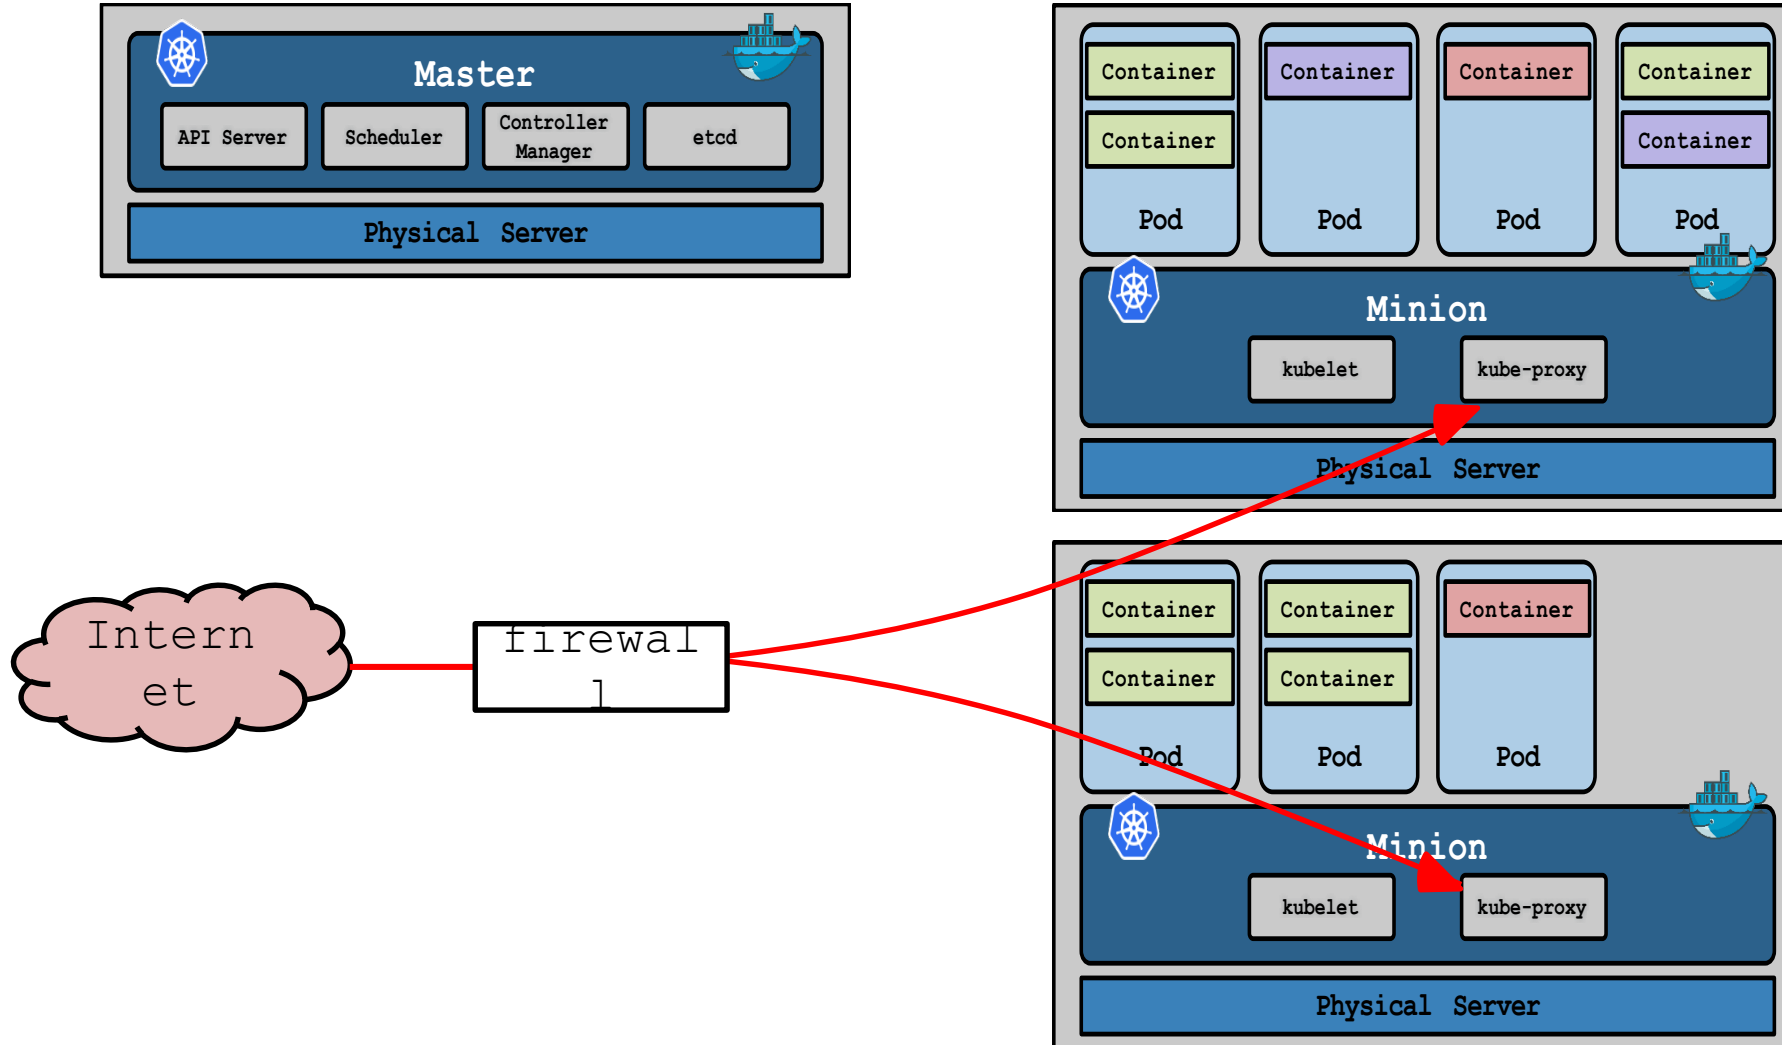 Master
API Server
Scheduler
Controller
Manager
etcd
Physical Server
Container
Container
Pod
Container
Pod
Container
Pod
Container
Container
Pod
Minion
kubelet
kube-proxy
Physical Server
Intern
et
firewal
l
Container
Container
Pod
Container
Container
Pod
Container
Pod
Minion
kubelet
kube-proxy
Physical Server